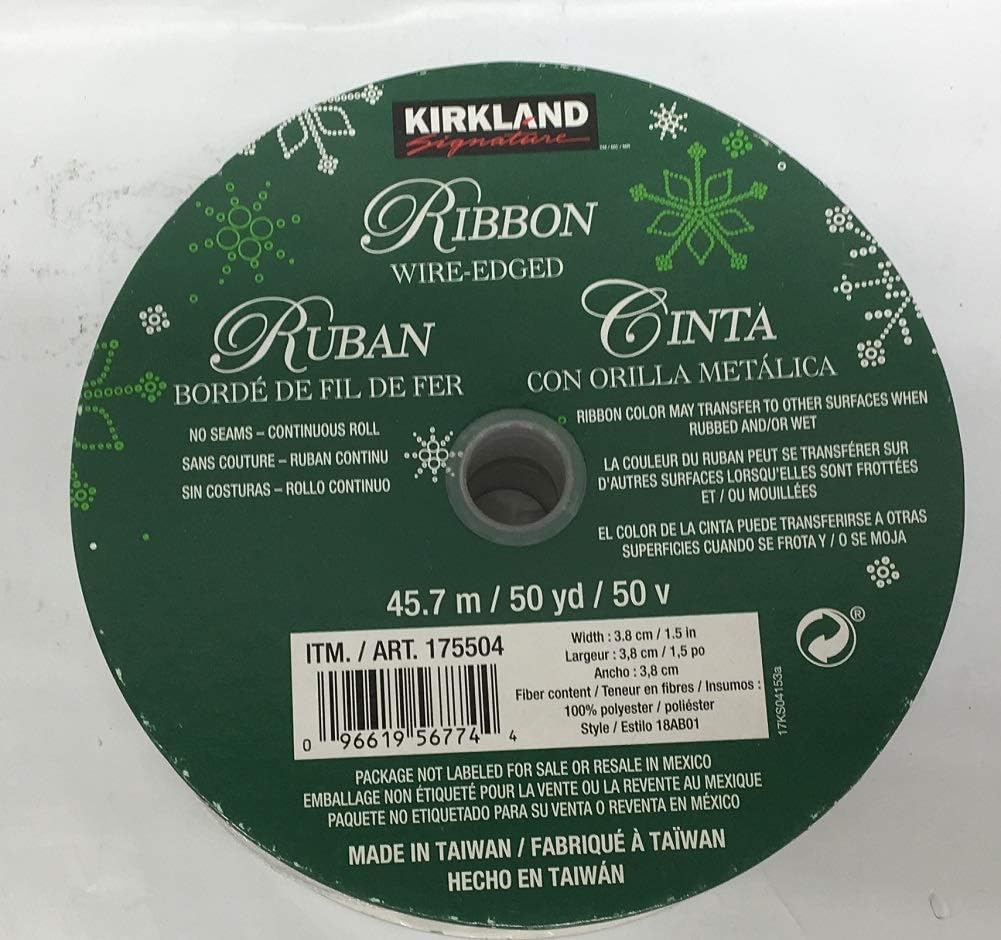 KIRKLAND
Signature
RIBBON
WIRE-EDGED
RUBAN
BORDÉ DE FIL DE FER
CINTA
CON ORILLA METÁLICA
NO SEAMS – CONTINUOUS ROLL
SANS COUTURE – RUBAN CONTINU
SIN COSTURAS – ROLLO CONTINUO
RIBBON COLOR MAY TRANSFER TO OTHER SURFACES WHEN
RUBBED AND/OR WET
LA COULEUR DU RUBAN PEUT SE TRANSFÉRER SUR
D'AUTRES SURFACES LORSQU'ELLES SONT FROTTÉES
ET / OU MOUILLÉES
EL COLOR DE LA CINTA PUEDE TRANSFERIRSE A OTRAS
SUPERFICIES CUANDO SE FROTA Y / O SE MOJA
45.7 m / 50 yd / 50 v
ITM. / ART. 175504
0 96619 56774 4
Width : 3.8 cm / 1.5 in
Largeur : 3,8 cm / 1,5 po
Ancho : 3,8 cm
Fiber content / Teneur en fibres / Insumos :
100% polyester / poliéster
Style / Estilo 18AB01
®
17KS04153a
PACKAGE NOT LABELED FOR SALE OR RESALE IN MEXICO
EMBALLAGE NON ÉTIQUETÉ POUR LA VENTE OU LA REVENTE AU MEXIQUE
PAQUETE NO ETIQUETADO PARA SU VENTA O REVENTA EN MÉXICO
MADE IN TAIWAN / FABRIQUÉ À TAÏWAN
HECHO EN TAIWÁN